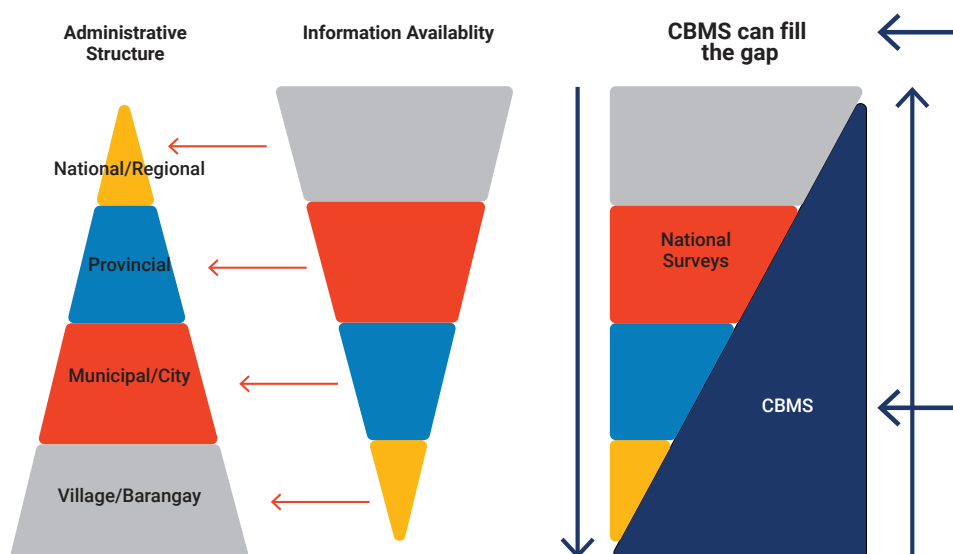 Administrative
Structure
Information Availablity
CBMS can fill
the gap
National/Regional
Provincial
Municipal/City
Village/Barangay
National
Surveys
CBMS